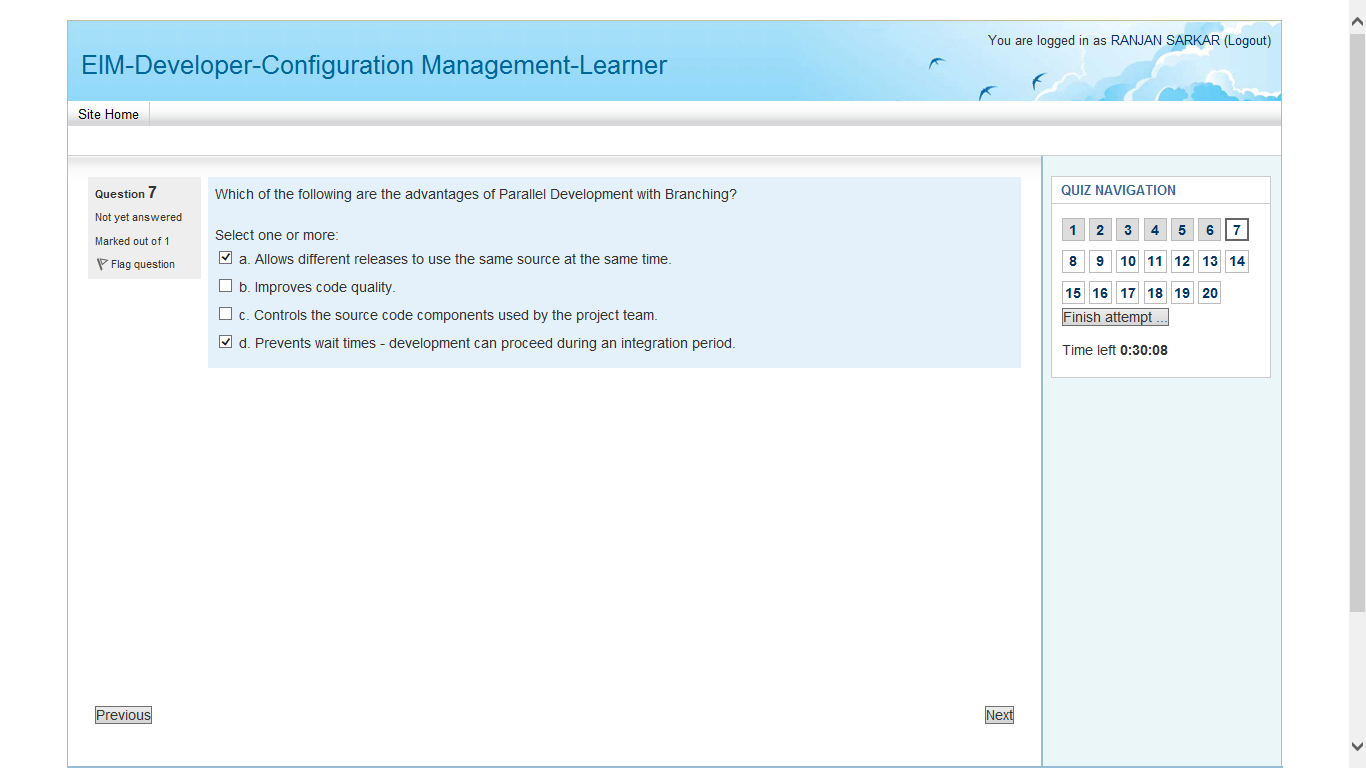 You are logged in as RANJAN SARKAR (Logout)
EIM-Developer-Configuration Management-Learner
Site Home
Question 7
Not yet answered
Marked out of 1
Flag question
Which of the following are the advantages of Parallel Development with Branching?
Select one or more:
a. Allows different releases to use the same source at the same time.
b. Improves code quality.
c. Controls the source code components used by the project team.
d. Prevents wait times - development can proceed during an integration period.
Previous
Next
QUIZ NAVIGATION
1 2 3 4 5 6 7
8 9 10 11 12 13 14
15 16 17 18 19 20
Finish attempt ...
Time left 0:30:08